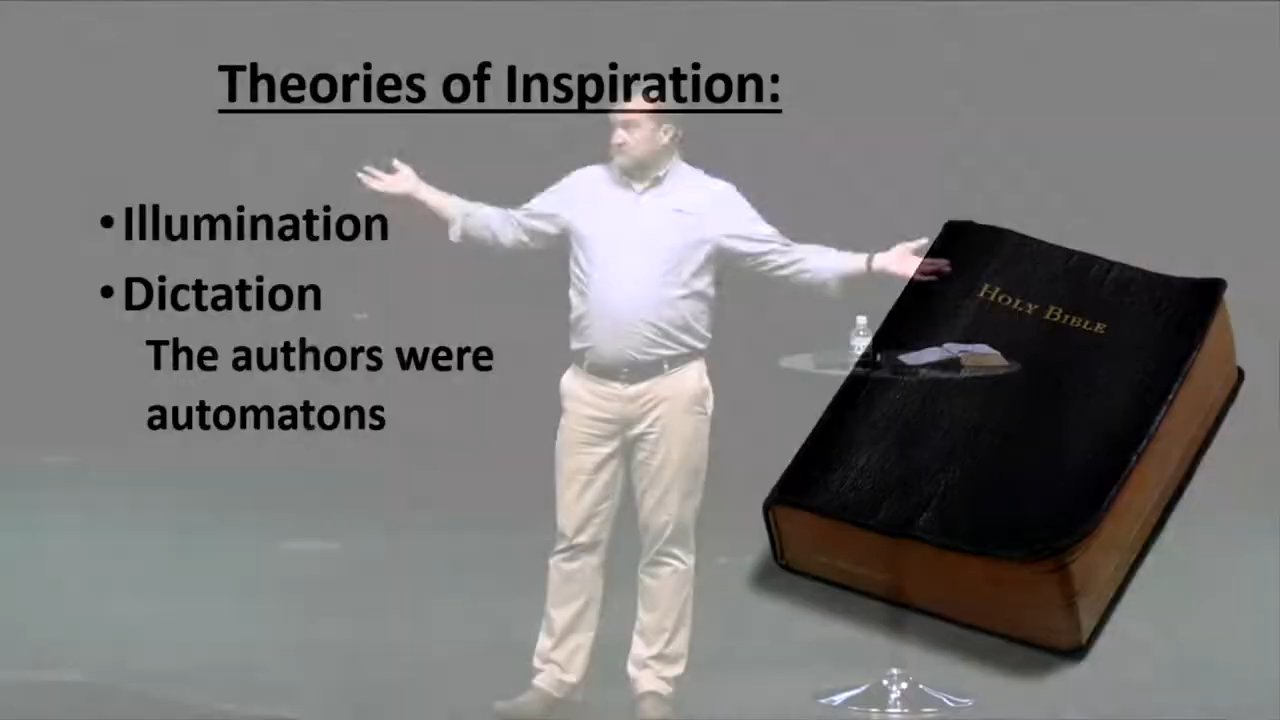 Theories of Inspiration:
• Illumination
• Dictation
The authors were
automatons
HOLY BIBLE